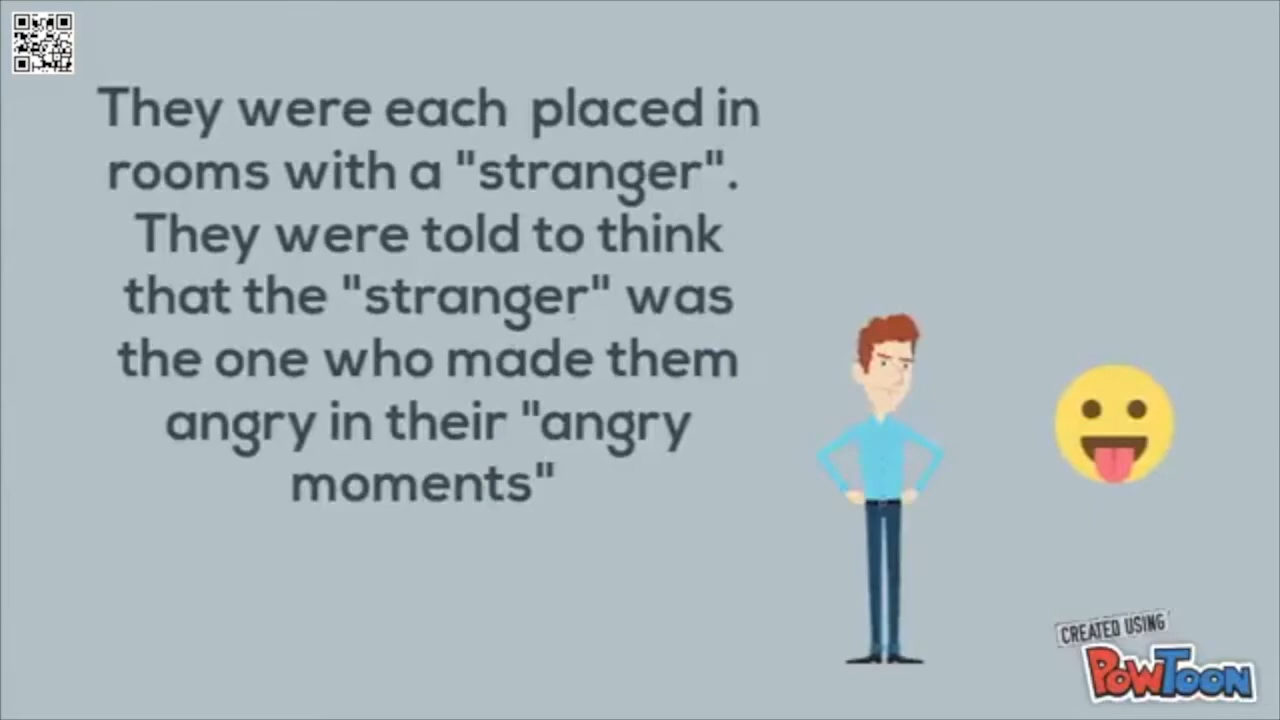 They were each placed in
rooms with a "stranger".
They were told to think
that the "stranger" was
the one who made them
angry in their "angry
moments"
CREATED USING
POWTOON